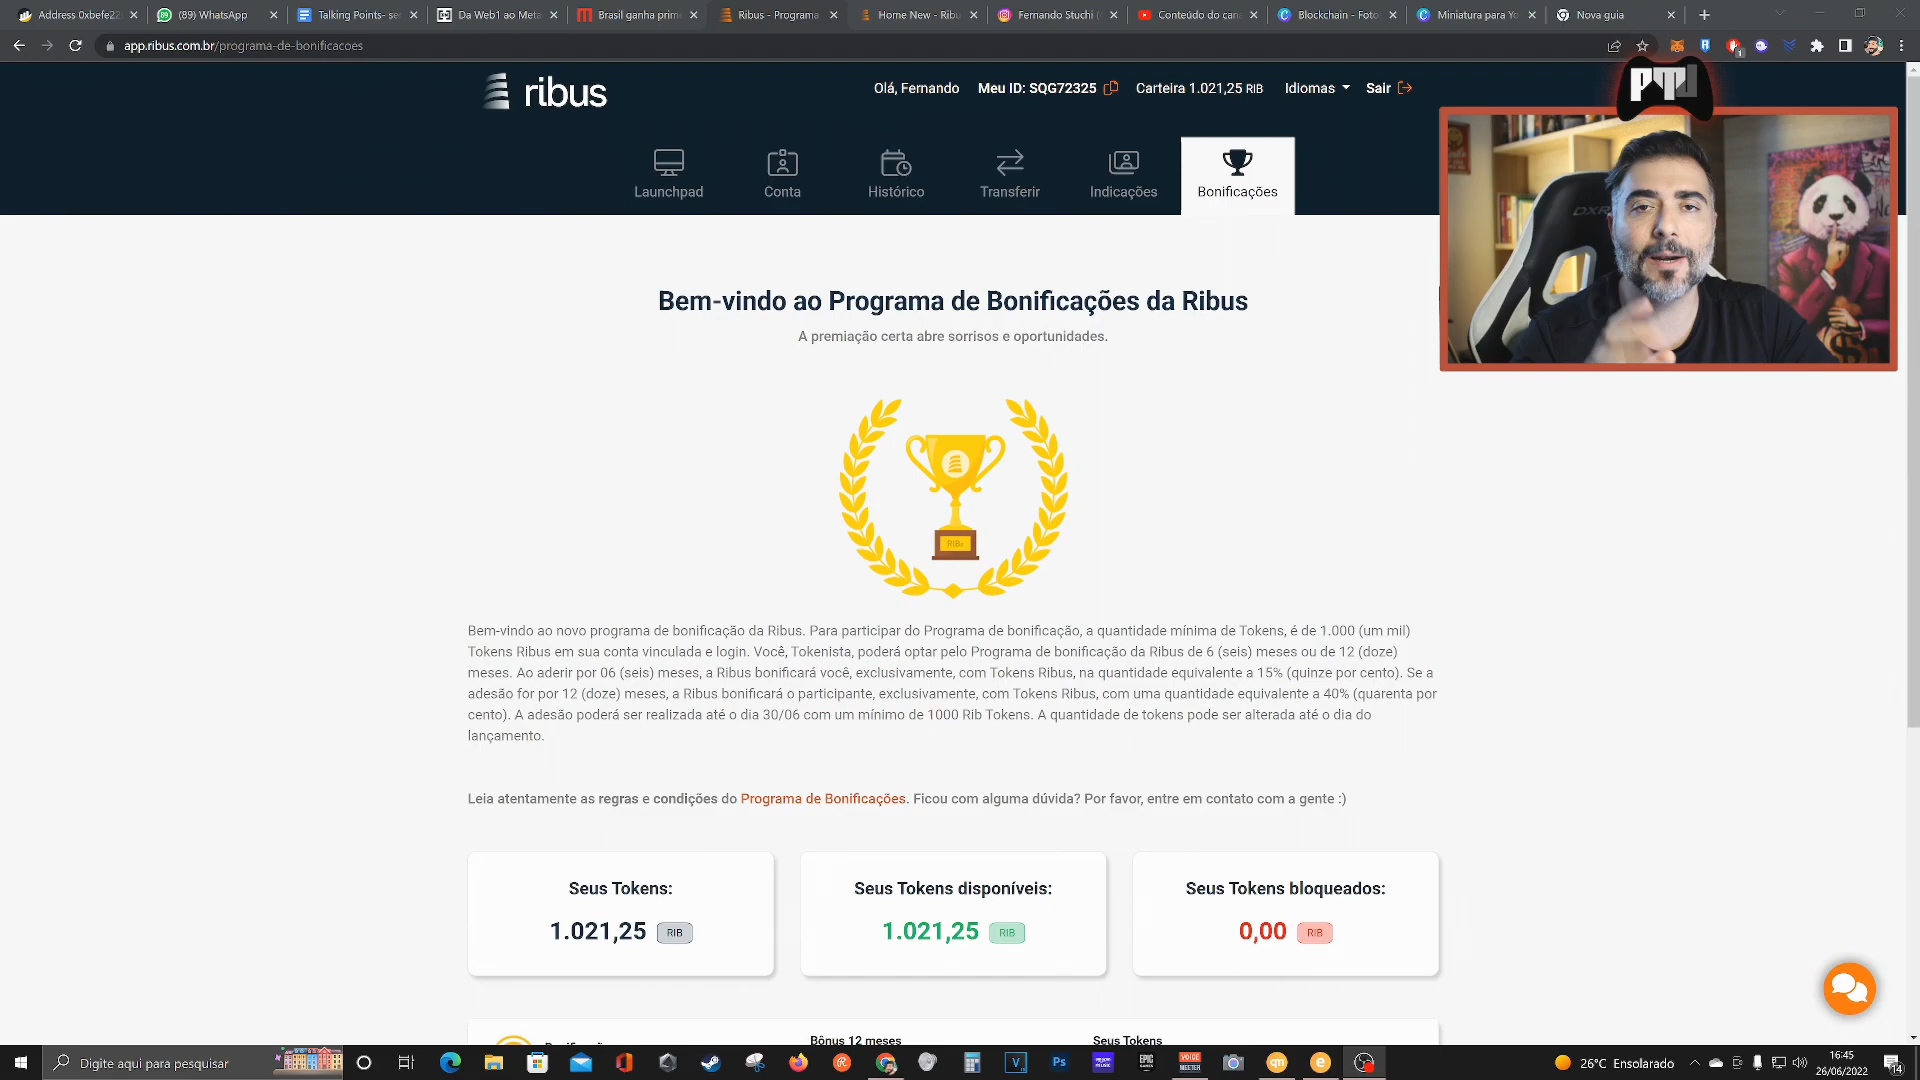 Address 0xbefe22
(89) WhatsApp
Talking Points- se
Da Web1 ao Meta
Brasil ganha prim
Ribus - Programa
Home New - Ribu
Fernando Stuchi (
Conteúdo do cana
Blockchain - Foto
Miniatura para Yo
Nova guia
app.ribus.com.br/programa-de-bonificacoes
ribus
Olá, Fernando
Meu ID: SQG72325
Carteira 1.021,25 RIB
Idiomas
Sair
Launchpad
Conta
Histórico
Transferir
Indicações
Bonificações
Bem-vindo ao Programa de Bonificações da Ribus
A premiação certa abre sorrisos e oportunidades.
RIBs
Bem-vindo ao novo programa de bonificação da Ribus. Para participar do Programa de bonificação, a quantidade mínima de Tokens, é de 1.000 (um mil)
Tokens Ribus em sua conta vinculada e login. Você, Tokenista, poderá optar pelo Programa de bonificação da Ribus de 6 (seis) meses ou de 12 (doze)
meses. Ao aderir por 06 (seis) meses, a Ribus bonificará você, exclusivamente, com Tokens Ribus, na quantidade equivalente a 15% (quinze por cento). Se a
adesão for por 12 (doze) meses, a Ribus bonificará o participante, exclusivamente, com Tokens Ribus, com uma quantidade equivalente a 40% (quarenta por
cento). A adesão poderá ser realizada até o dia 30/06 com um mínimo de 1000 Rib Tokens. A quantidade de tokens pode ser alterada até o dia do
lançamento.
Leia atentamente as regras e condições do Programa de Bonificações. Ficou com alguma dúvida? Por favor, entre em contato com a gente :)
Seus Tokens:
1.021,25 RIB
Seus Tokens disponíveis:
1.021,25 RIB
Seus Tokens bloqueados:
0,00 RIB
Bônus 12 meses
Seus Tokens
Digite aqui para pesquisar
26°C Ensolarado
16:45
26/06/2022
14